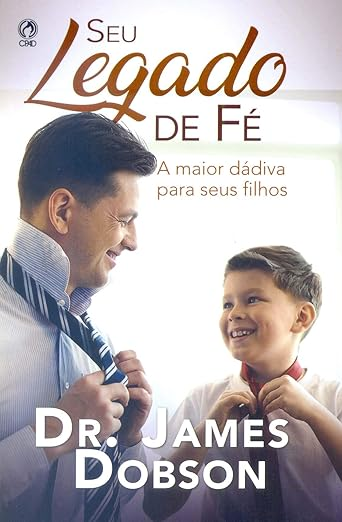 CPAD
SEU
Legado
DE FÉ
A maior dádiva
para seus filhos
DR. JAMES
DOBSON